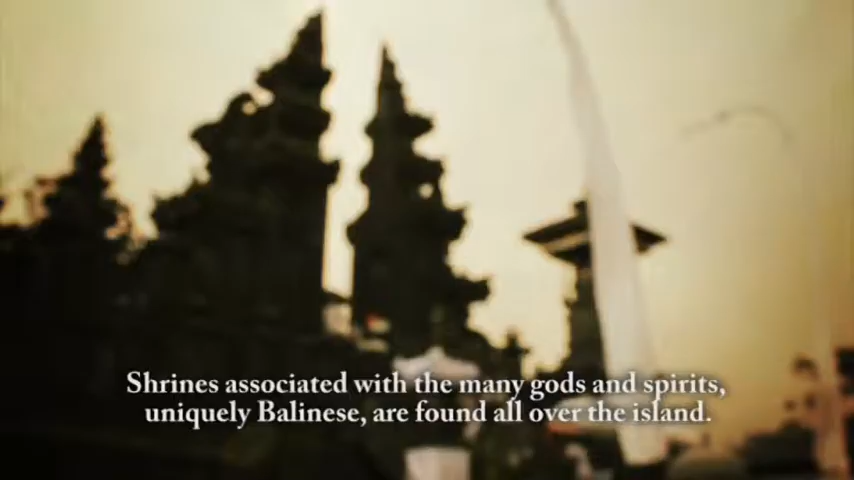 Shrines associated with the many gods and spirits,
uniquely Balinese, are found all over the island.